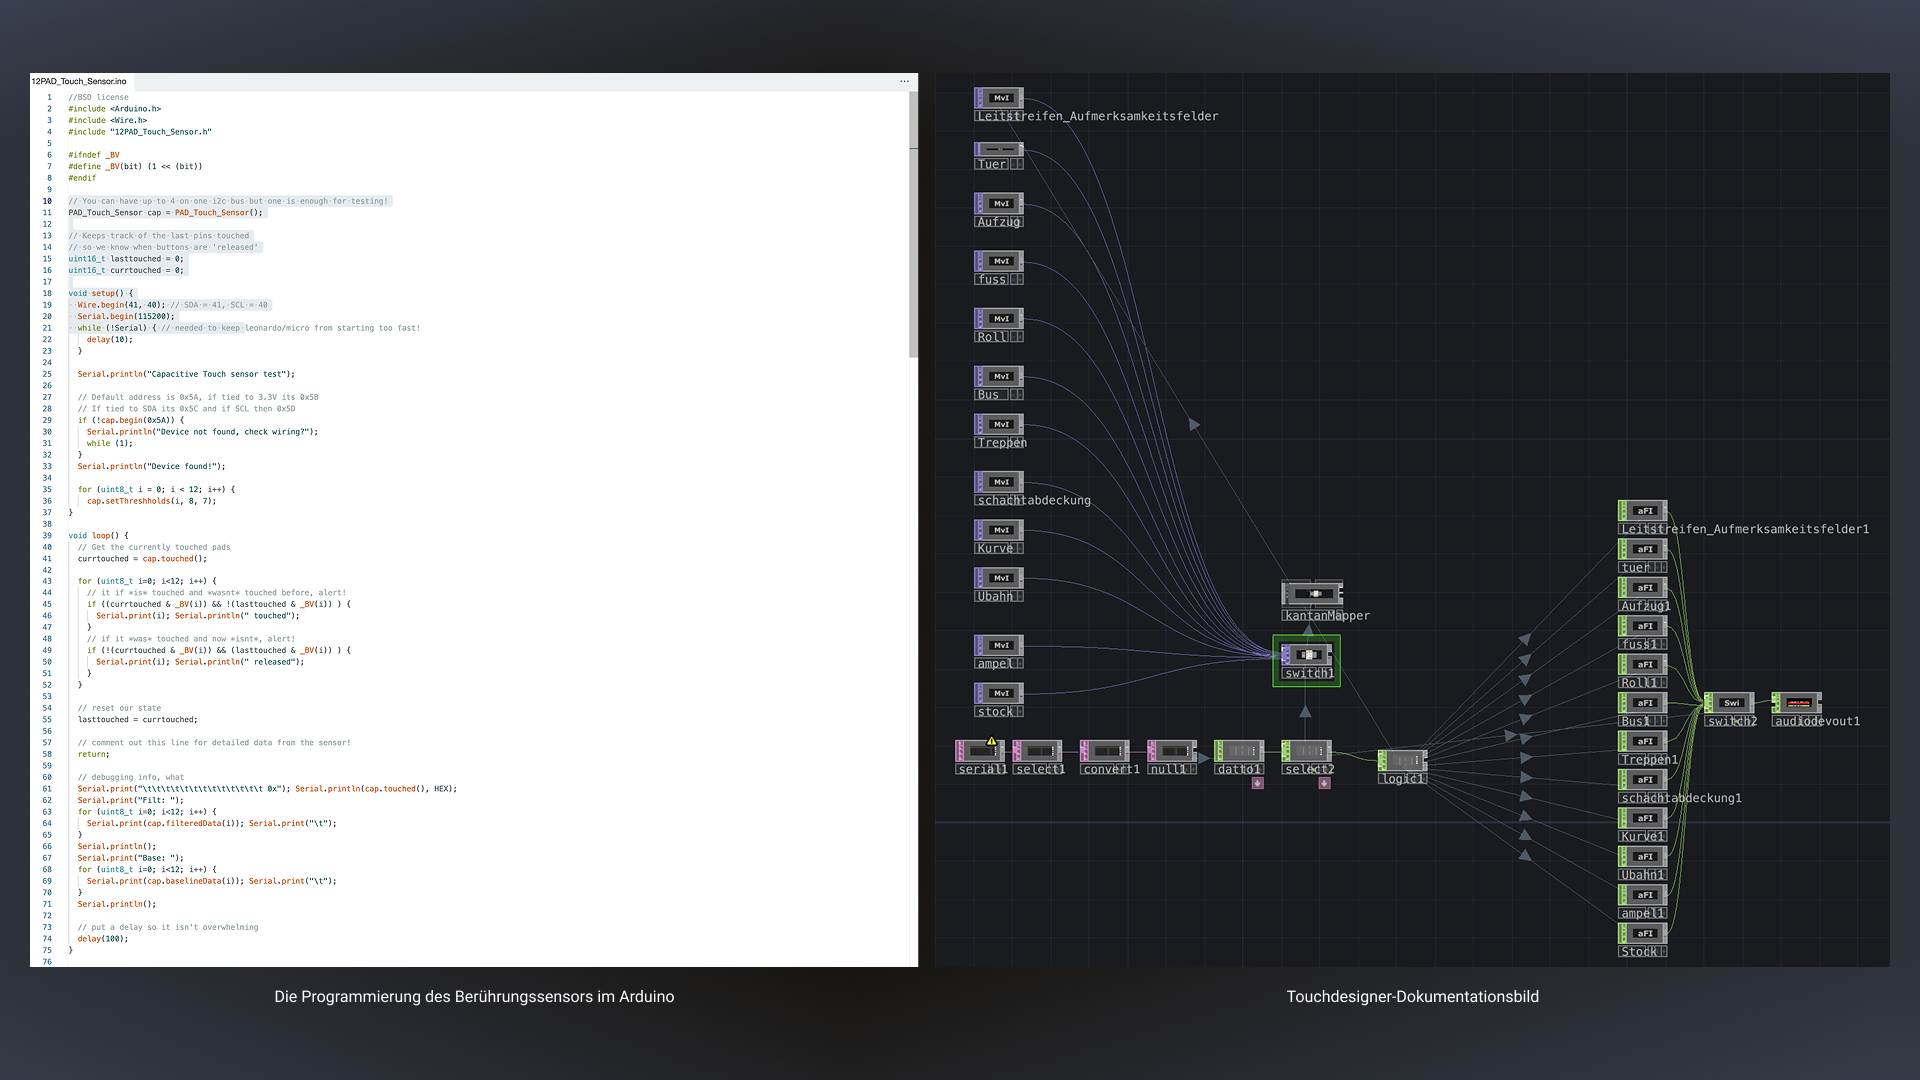 12PAD_Touch_Sensor.ino
...
1 //BSD license
2 #include <Arduino.h>
3 #include <Wire.h>
4 #include "12PAD_Touch_Sensor.h"
5
6 #ifndef _BV
7 #define _BV(bit) (1 << (bit))
8 #endif
9
10 // You can have up to 4 on one i2c bus but one is enough for testing!
11 PAD_Touch_Sensor cap = PAD_Touch_Sensor();
12
13 // Keeps track of the last pins touched
14 // so we know when buttons are 'released'
15 uint16_t lasttouched = 0;
16 uint16_t currtouched = 0;
17
18 void setup() {
19 Wire.begin(41, 40); // SDA = 41, SCL = 40
20 Serial.begin(115200);
21 while (!Serial) { // needed to keep leonardo/micro from starting too fast!
22 delay(10);
23 }
24
25 Serial.println("Capacitive Touch sensor test");
26
27 // Default address is 0x5A, if tied to 3.3V its 0x5B
28 // If tied to SDA its 0x5C and if SCL then 0x5D
29 if (!cap.begin(0x5A)) {
30 Serial.println("Device not found, check wiring?");
31 while (1);
32 }
33 Serial.println("Device found!");
34
35 for (uint8_t i = 0; i < 12; i++) {
36 cap.setThreshholds(i, 8, 7);
37 }
38
39 void loop() {
40 // Get the currently touched pads
41 currtouched = cap.touched();
42
43 for (uint8_t i=0; i<12; i++) {
44 // it if *is* touched and *wasnt* touched before, alert!
45 if ((currtouched & _BV(i)) && !(lasttouched & _BV(i)) ) {
46 Serial.print(i); Serial.println(" touched");
47 }
48 // if it *was* touched and now *isnt*, alert!
49 if (!(currtouched & _BV(i)) && (lasttouched & _BV(i)) ) {
50 Serial.print(i); Serial.println(" released");
51 }
52 }
53
54 // reset our state
55 lasttouched = currtouched;
56
57 // comment out this line for detailed data from the sensor!
58 return;
59
60 // debugging info, what
61 Serial.print("\t\t\t\t\t\t\t\t\t\t\t\t\t 0x"); Serial.println(cap.touched(), HEX);
62 Serial.print("Filt: ");
63 for (uint8_t i=0; i<12; i++) {
64 Serial.print(cap.filteredData(i)); Serial.print("\t");
65 }
66 Serial.println();
67 Serial.print("Base: ");
68 for (uint8_t i=0; i<12; i++) {
69 Serial.print(cap.baselineData(i)); Serial.print("\t");
70 }
71 Serial.println();
72
73 // put a delay so it isn't overwhelming
74 delay(100);
75 }
76
Die Programmierung des Berührungssensors im Arduino
MvI
Leitstreifen_Aufmerksamkeitsfelder
Tuer
MvI
Aufzug
MvI
fuss
MvI
Roll
MvI
Bus
MvI
Treppen
MvI
schachtabdeckung
MvI
Kurve
MvI
Ubahn
MvI
ampel
MvI
stock
kantanMapper
switch1
serial1
select1
convert1
null1
datto1
select2
logic1
aFI
Leitstreifen_Aufmerksamkeitsfelder1
aFI
tuer
aFI
Aufzug1
aFI
fuss1
aFI
Roll1
aFI
Bus1
aFI
Treppen1
aFI
schachtabdeckung1
aFI
Kurve1
aFI
Ubahn1
aFI
ampel1
aFI
Stock
Swi
switch2
audiodevout1
Touchdesigner-Dokumentationsbild